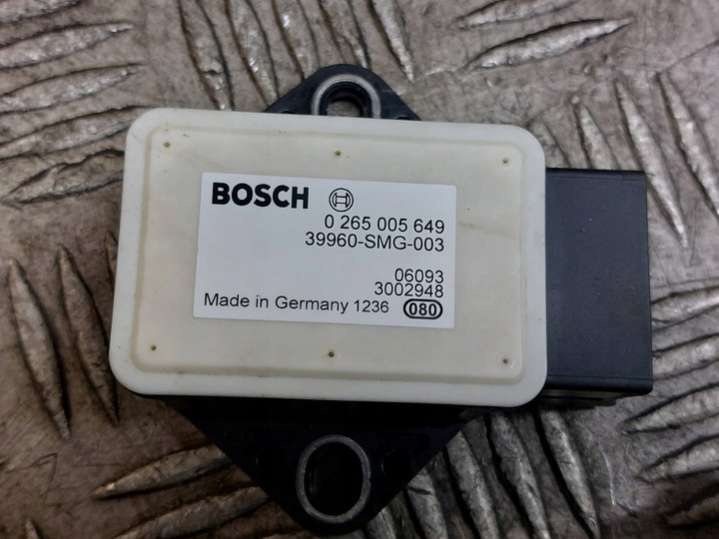 BOSCH
0 265 005 649
39960-SMG-003
06093
3002948
Made in Germany 1236 080